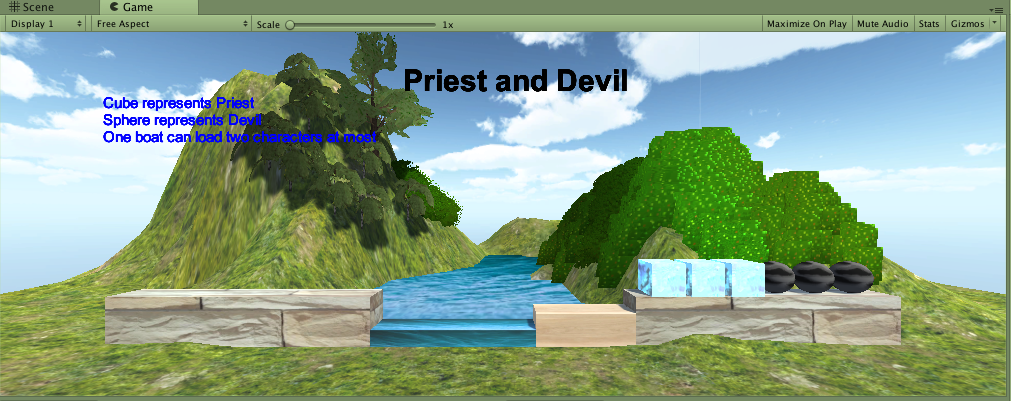 Scene Game
Display 1 Free Aspect Scale 1x Maximize On Play Mute Audio Stats Gizmos
Priest and Devil
Cube represents Priest
Sphere represents Devil
One boat can load two characters at most